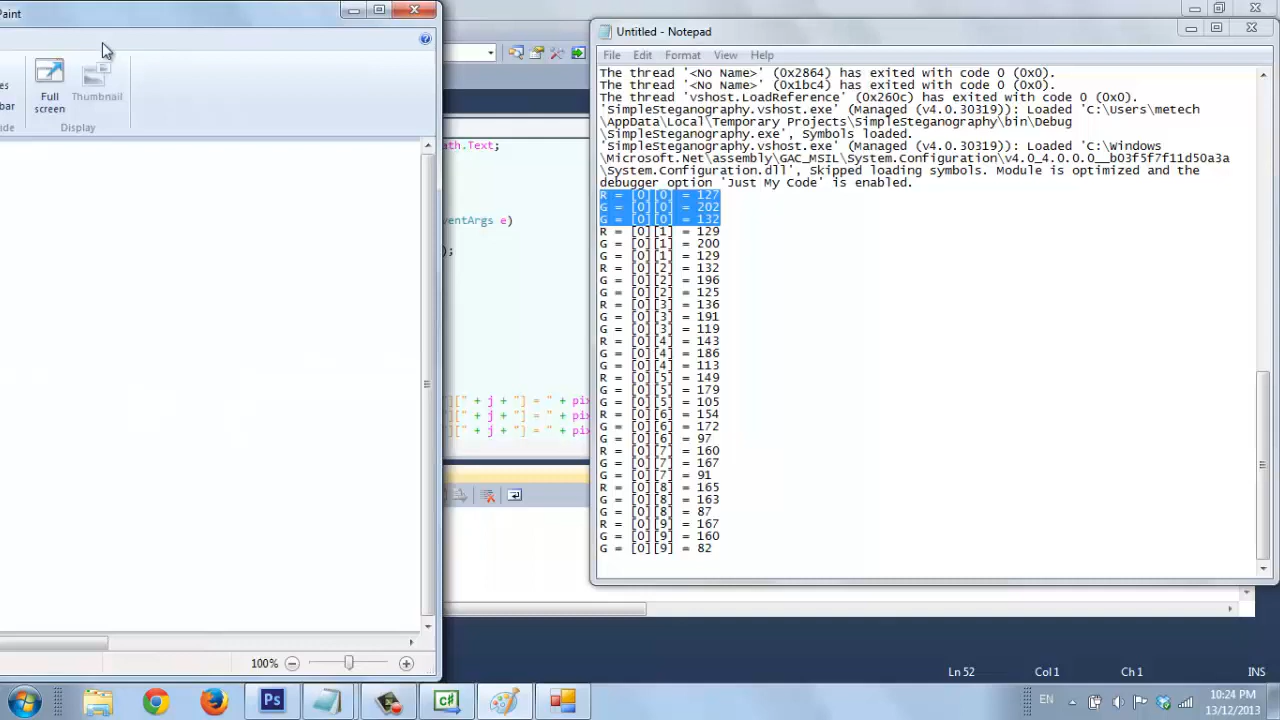 Paint
Full
screen
Thumbnail
Display
100%
ath.Text;
ventArgs e)
);
][" + j + "] = " + pix
][" + j + "] = " + pix
][" + j + "] = " + pix
Untitled - Notepad
File Edit Format View Help
The thread '<No Name>' (0x2864) has exited with code 0 (0x0).
The thread '<No Name>' (0x1bc4) has exited with code 0 (0x0).
The thread 'vshost.LoadReference' (0x260c) has exited with code 0 (0x0).
'SimpleSteganography.vshost.exe' (Managed (v4.0.30319)): Loaded 'C:\Users\metech
\AppData\Local\Temporary Projects\SimpleSteganography\bin\Debug
\SimpleSteganography.exe', Symbols loaded.
'SimpleSteganography.vshost.exe' (Managed (v4.0.30319)): Loaded 'C:\Windows
\Microsoft.Net\assembly\GAC_MSIL\System.Configuration\v4.0_4.0.0.0__b03f5f7f11d50a3a
\System.Configuration.dll', Skipped loading symbols. Module is optimized and the
debugger option 'Just My Code' is enabled.
R = [0][0] = 127
G = [0][0] = 202
G = [0][0] = 132
R = [0][1] = 129
G = [0][1] = 200
G = [0][1] = 129
R = [0][2] = 132
G = [0][2] = 196
G = [0][2] = 125
R = [0][3] = 136
G = [0][3] = 191
G = [0][3] = 119
R = [0][4] = 143
G = [0][4] = 186
G = [0][4] = 113
R = [0][5] = 149
G = [0][5] = 179
G = [0][5] = 105
R = [0][6] = 154
G = [0][6] = 172
G = [0][6] = 97
R = [0][7] = 160
G = [0][7] = 167
G = [0][7] = 91
R = [0][8] = 165
G = [0][8] = 163
G = [0][8] = 87
R = [0][9] = 167
G = [0][9] = 160
G = [0][9] = 82
Ln 52 Col 1 Ch 1 INS
Ps
EN
10:24 PM
13/12/2013